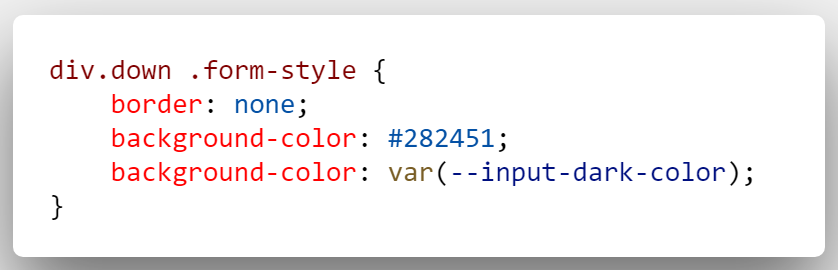 div.down .form-style {
    border: none;
    background-color: #282451;
    background-color: var(--input-dark-color);
}